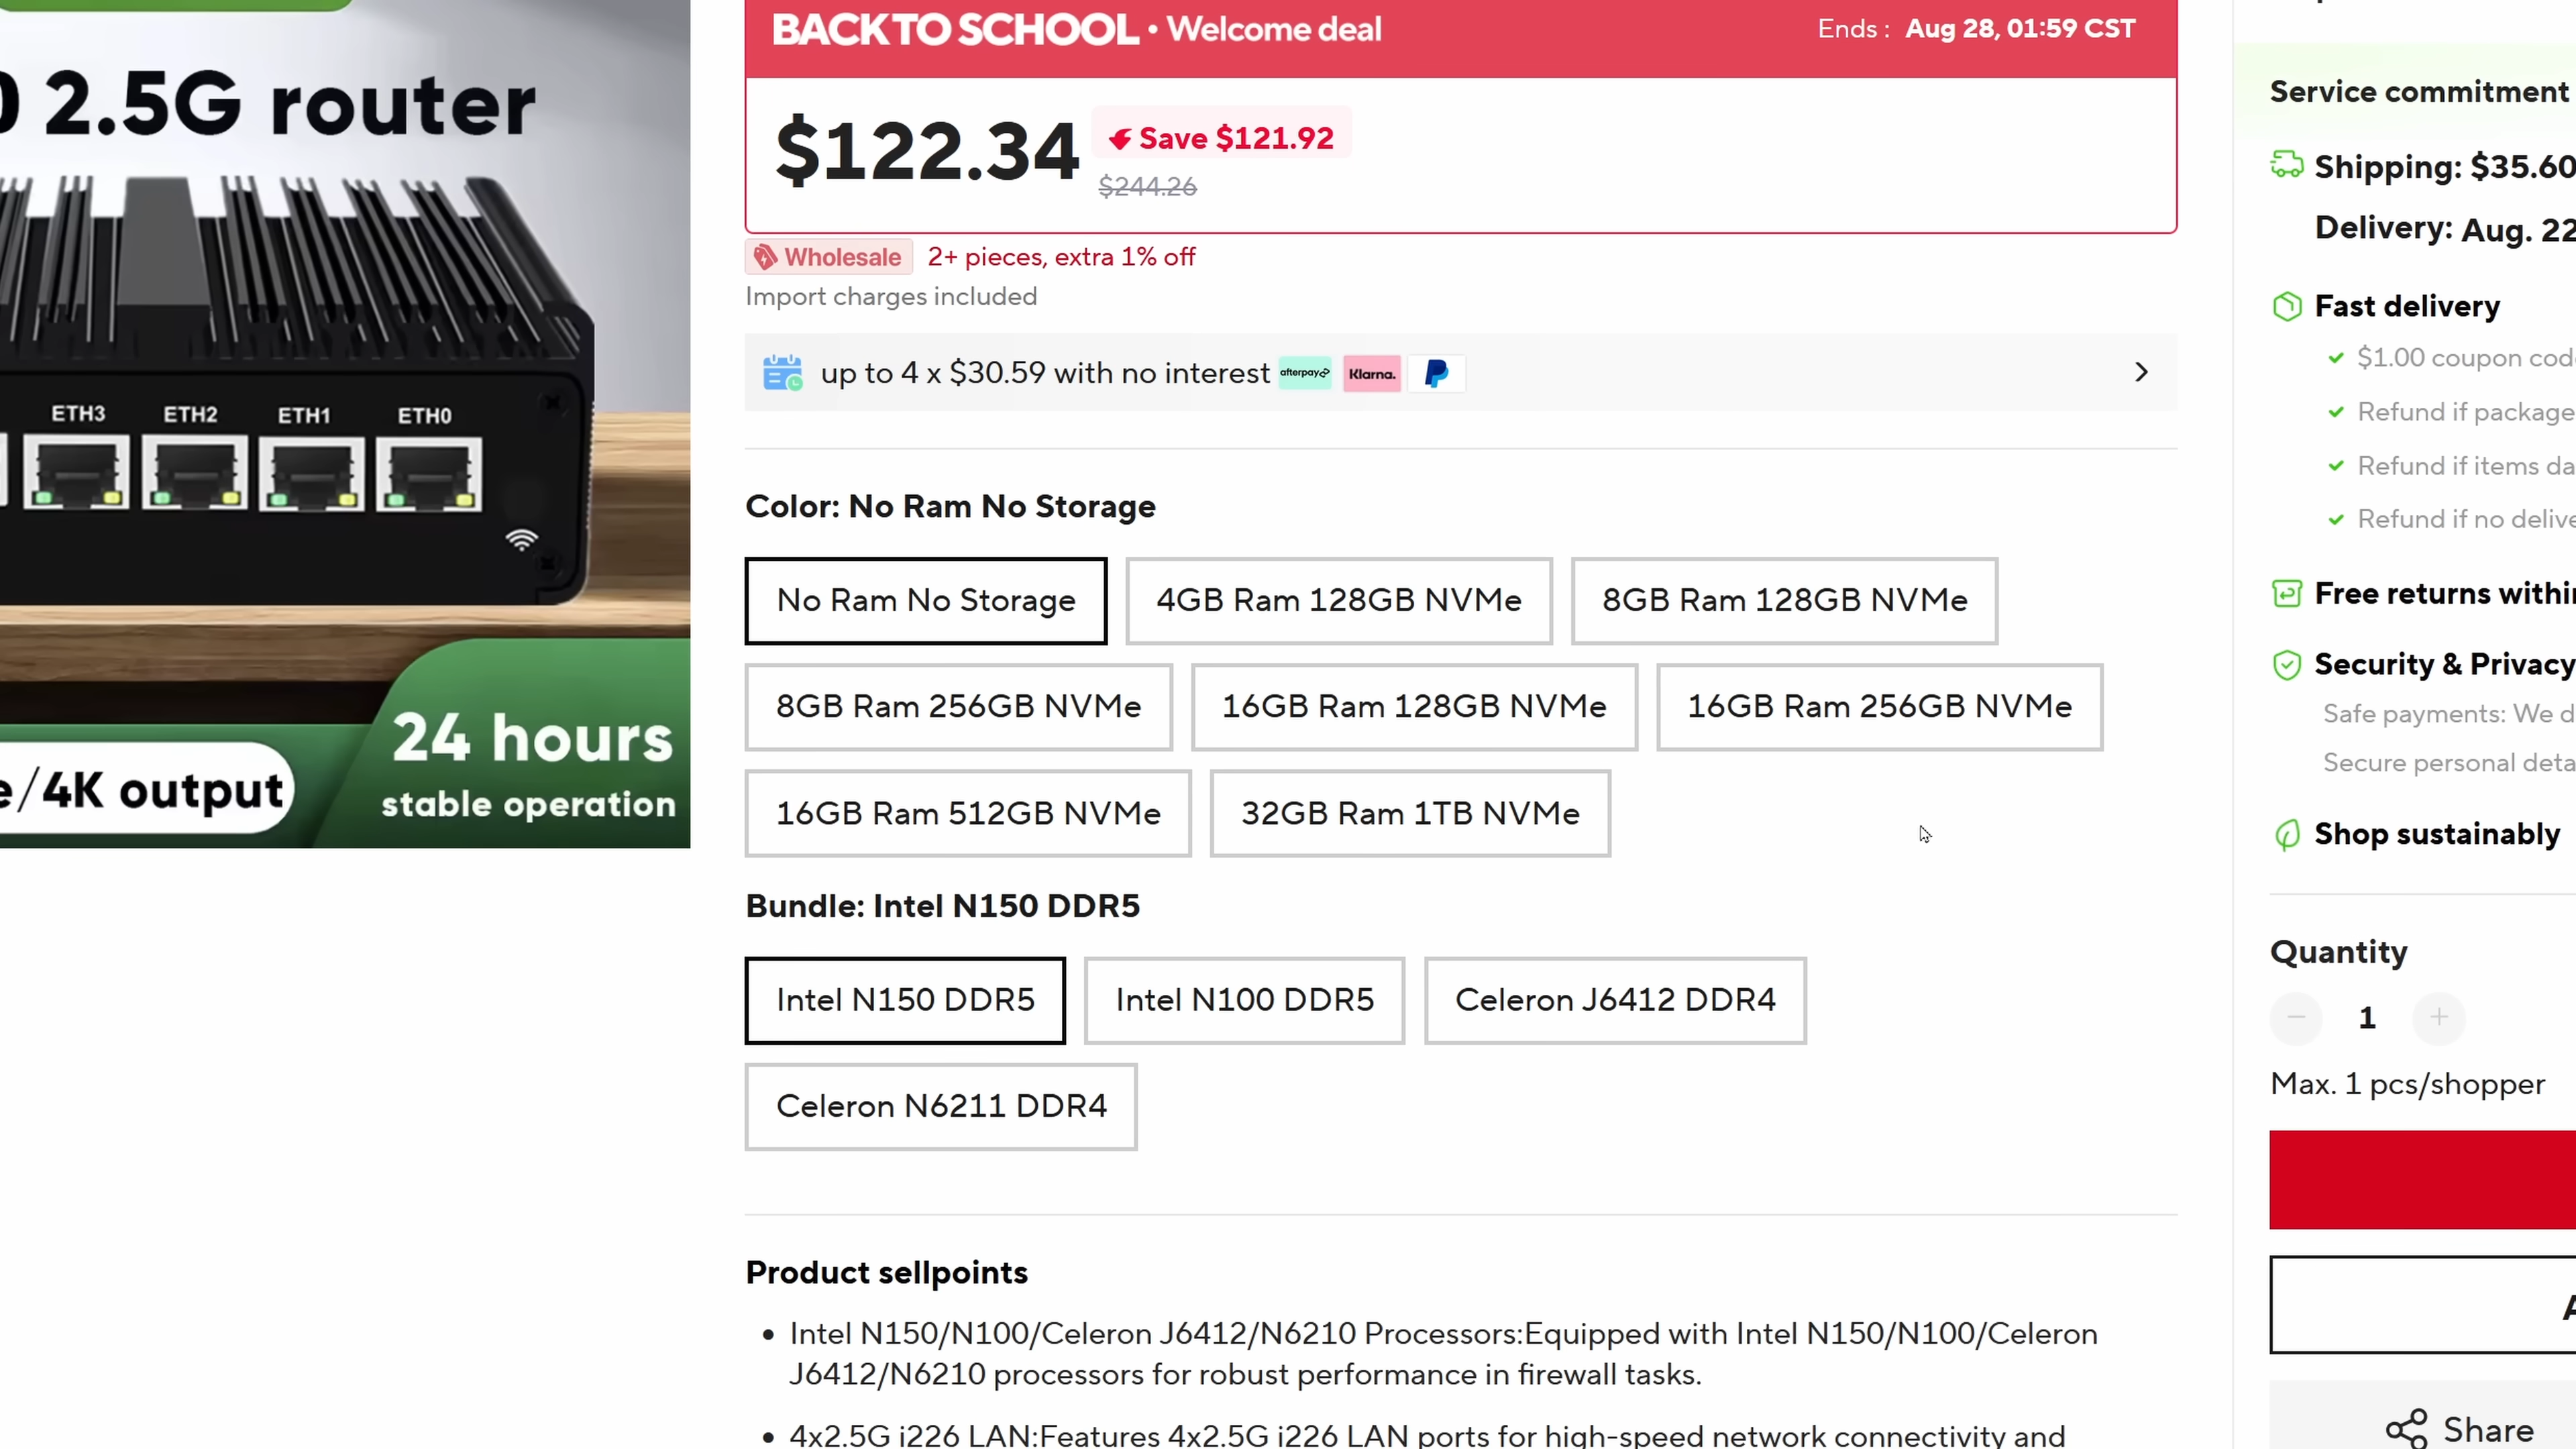 2.5G router
ETH3 ETH2 ETH1 ETH0
/4K output
24 hours
stable operation
BACK TO SCHOOL • Welcome deal
Ends : Aug 28, 01:59 CST
$122.34
Save $121.92
$244.26
Wholesale 2+ pieces, extra 1% off
Import charges included
up to 4 x $30.59 with no interest afterpay Klarna.
Color: No Ram No Storage
No Ram No Storage 4GB Ram 128GB NVMe 8GB Ram 128GB NVMe
8GB Ram 256GB NVMe 16GB Ram 128GB NVMe 16GB Ram 256GB NVMe
16GB Ram 512GB NVMe 32GB Ram 1TB NVMe
Bundle: Intel N150 DDR5
Intel N150 DDR5 Intel N100 DDR5 Celeron J6412 DDR4
Celeron N6211 DDR4
Product sellpoints
• Intel N150/N100/Celeron J6412/N6210 Processors:Equipped with Intel N150/N100/Celeron
J6412/N6210 processors for robust performance in firewall tasks.
• 4x2.5G i226 LAN:Features 4x2.5G i226 LAN ports for high-speed network connectivity and
Service commitment
Shipping: $35.60
Delivery: Aug. 22
Fast delivery
$1.00 coupon
Refund if package
Refund if items
Refund if no
Free returns
Security & Privacy
Safe payments: We
Secure personal
Shop sustainably
Quantity
− 1 +
Max. 1 pcs/shopper
Share